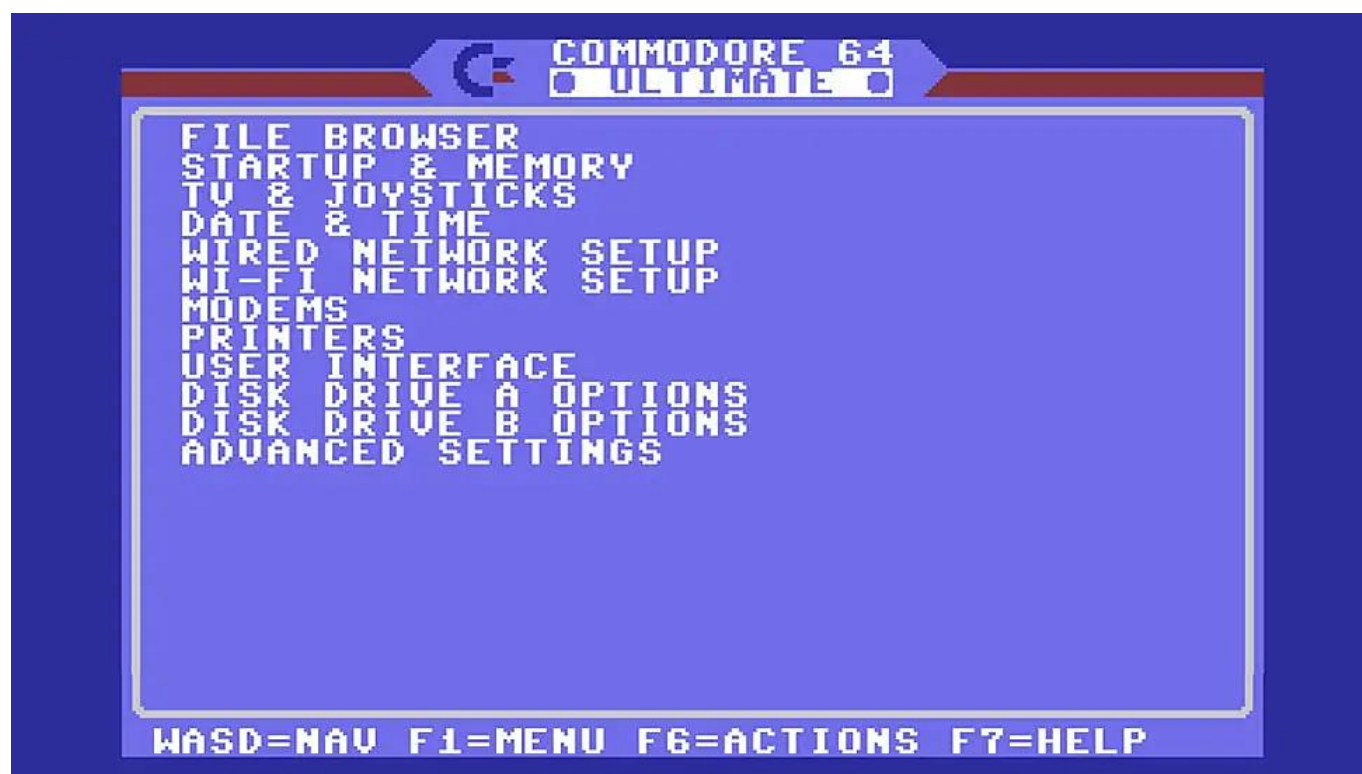 COMMODORE 64
ULTIMATE
FILE BROWSER
STARTUP & MEMORY
TV & JOYSTICKS
DATE & TIME
WIRED NETWORK SETUP
WI-FI NETWORK SETUP
MODEMS
PRINTERS
USER INTERFACE
DISK DRIVE A OPTIONS
DISK DRIVE B OPTIONS
ADVANCED SETTINGS
WASD=NAV F1=MENU F6=ACTIONS F7=HELP